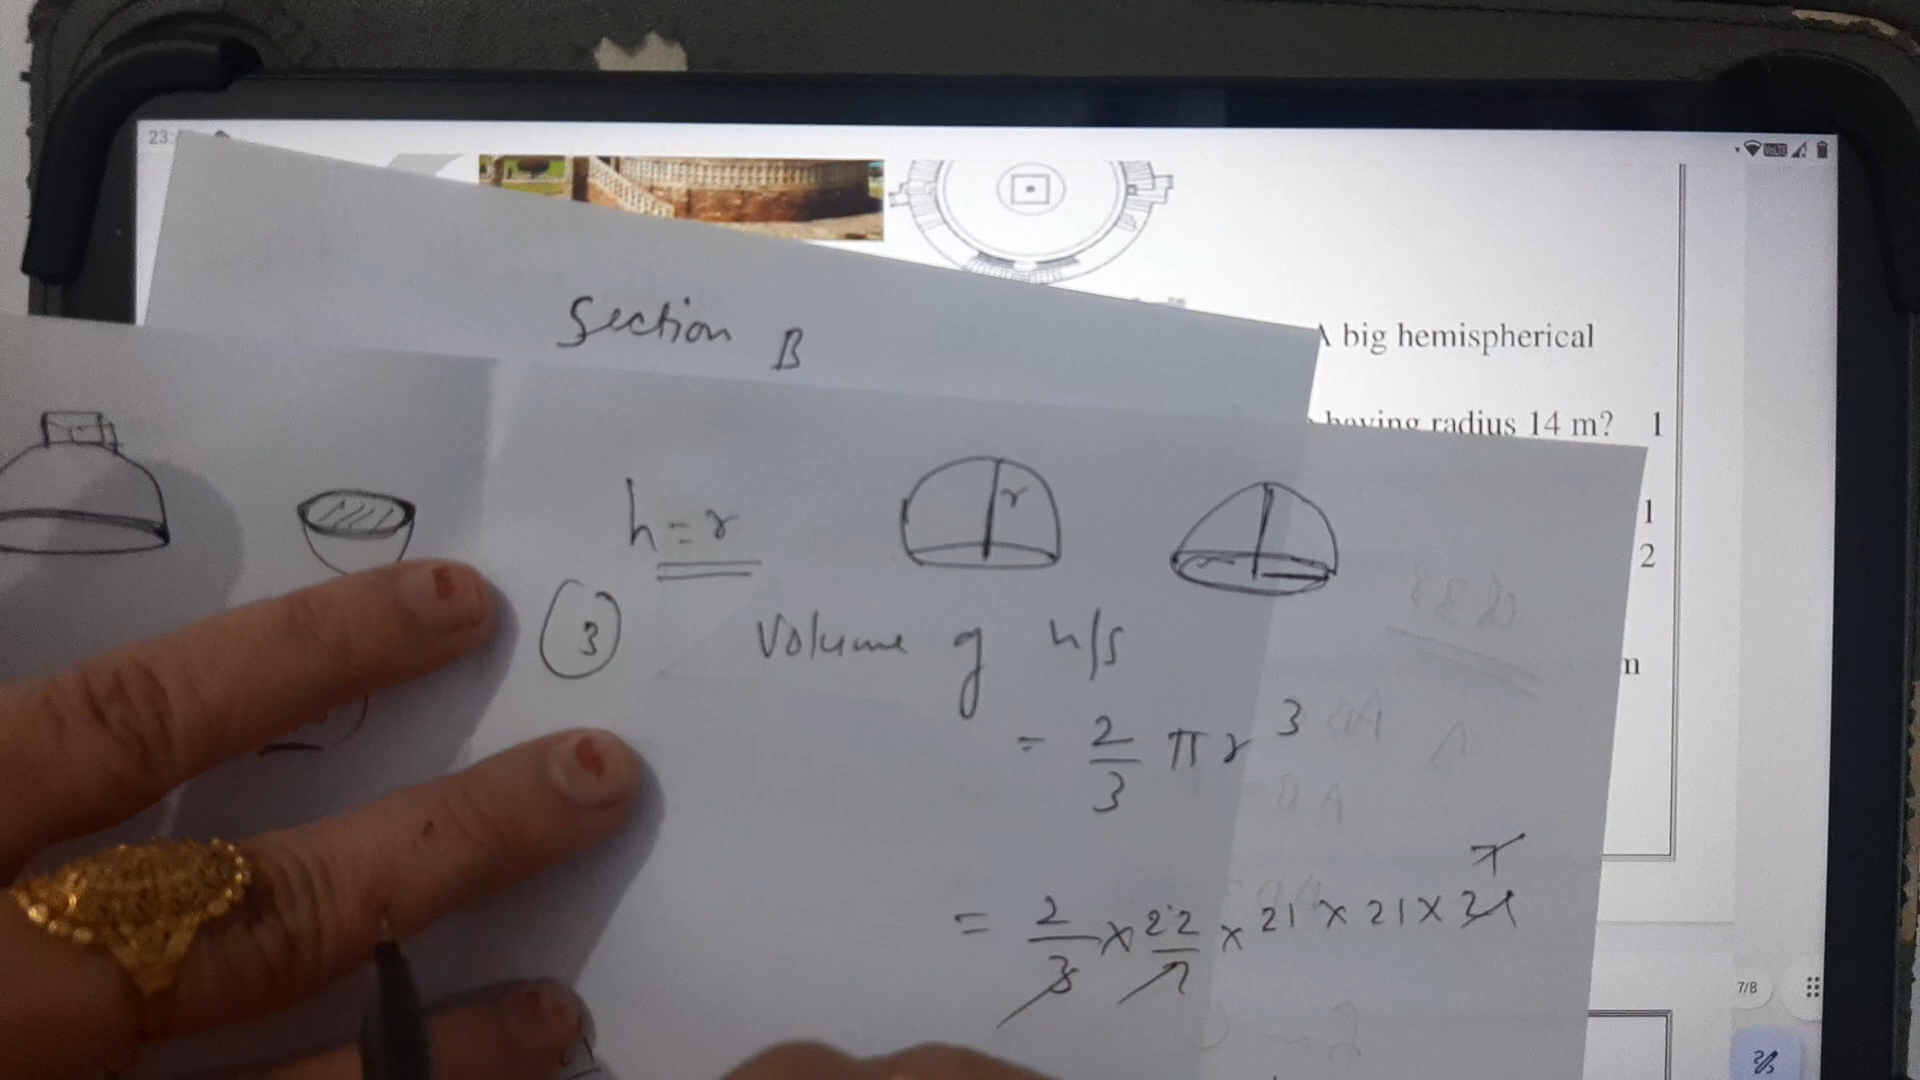 A big hemispherical
having radius 14 m? 1
1
2
m
Section B
h = r
r
3 Volume of h/s
= 2/3 πr³
7
= 2/3 × 22/7 × 21 × 21 × 21
7/8